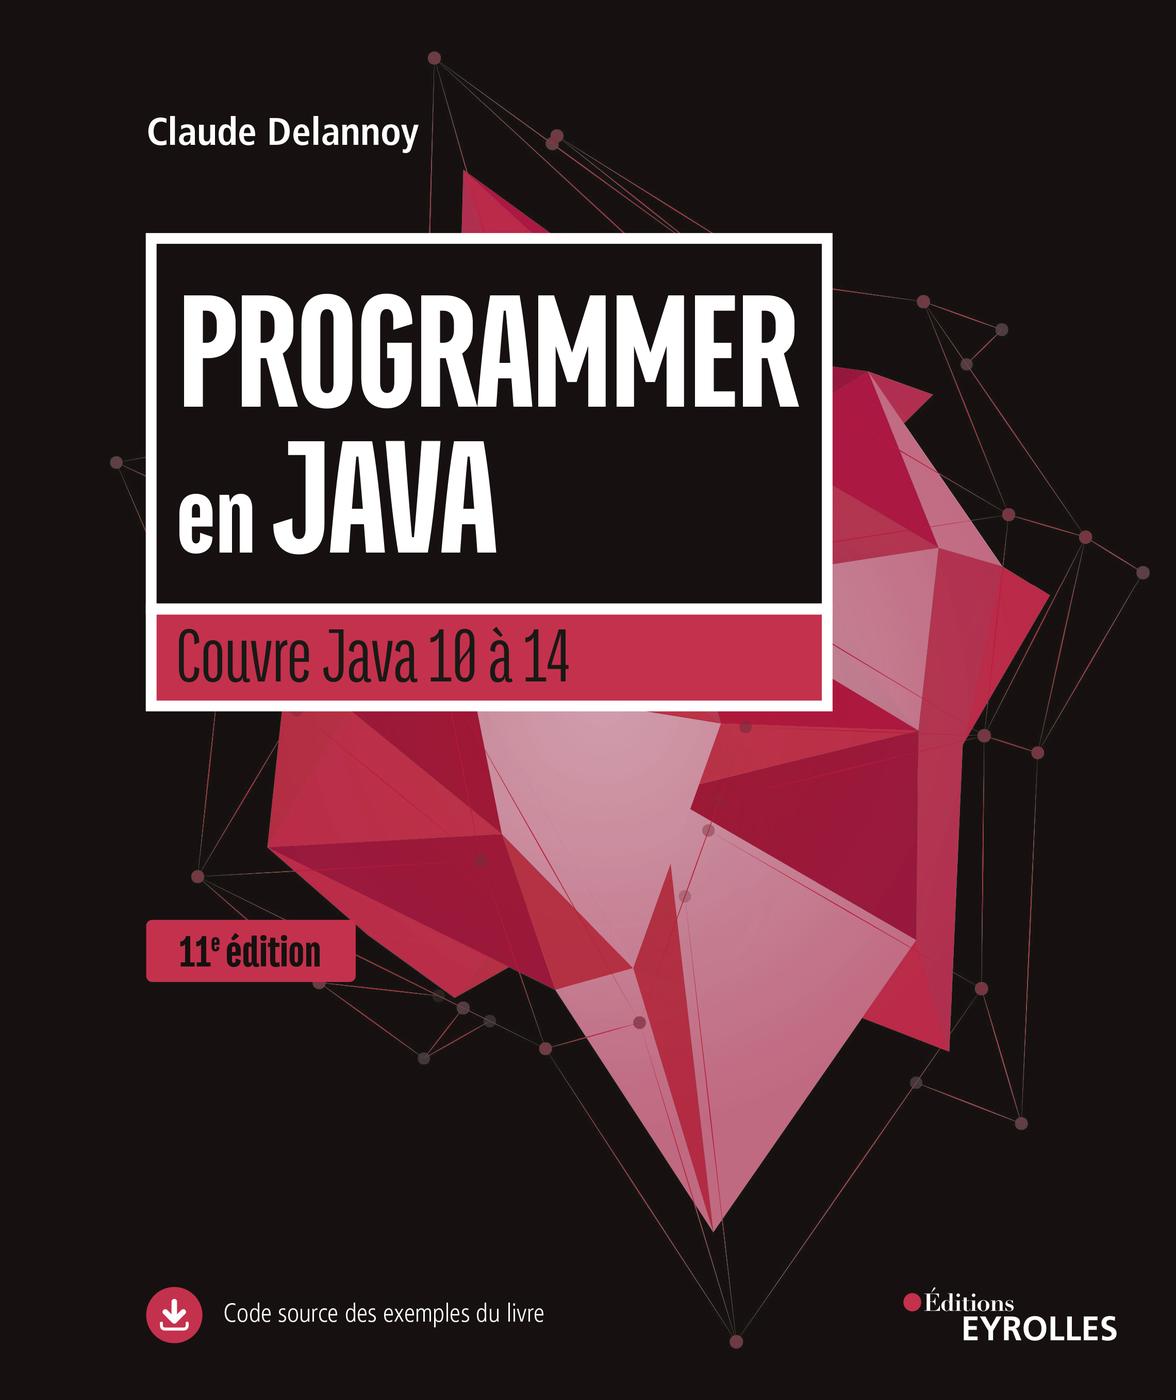 Claude Delannoy
PROGRAMMER
en JAVA
Couvre Java 10 à 14
11e édition
Code source des exemples du livre
Éditions
EYROLLES